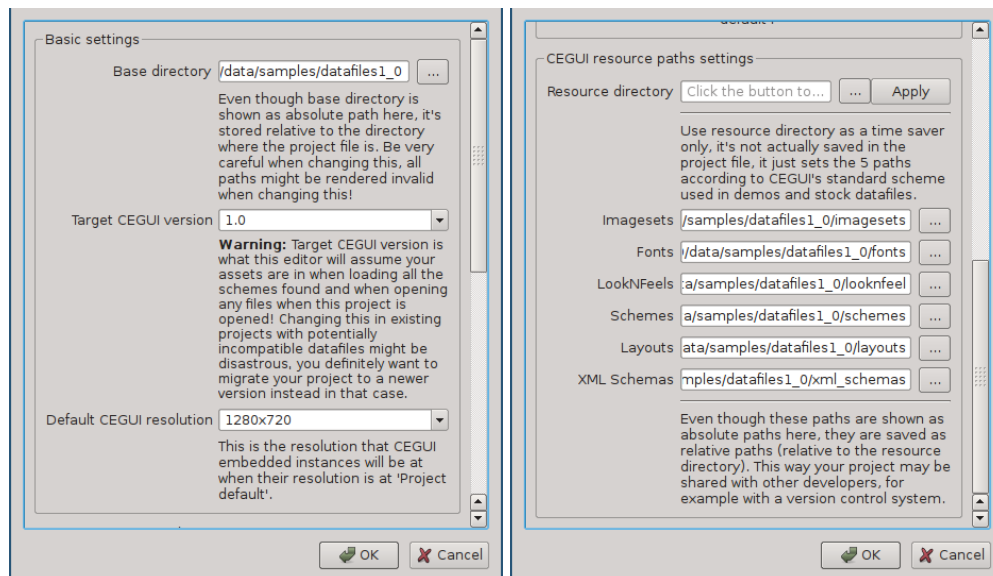 Basic settings
Base directory /data/samples/datafiles1_0 ...
Even though base directory is
shown as absolute path here, it's
stored relative to the directory
where the project file is. Be very
careful when changing this, all
paths might be rendered invalid
when changing this!
Target CEGUI version 1.0
Warning: Target CEGUI version is
what this editor will assume your
assets are in when loading all the
schemes found and when opening
any files when this project is
opened! Changing this in existing
projects with potentially
incompatible datafiles might be
disastrous, you definitely want to
migrate your project to a newer
version instead in that case.
Default CEGUI resolution 1280x720
This is the resolution that CEGUI
embedded instances will be at
when their resolution is at 'Project
default'.
OK Cancel
CEGUI resource paths settings
Resource directory Click the button to... ... Apply
Use resource directory as a time saver
only, it's not actually saved in the
project file, it just sets the 5 paths
according to CEGUI's standard scheme
used in demos and stock datafiles.
Imagesets /samples/datafiles1_0/imagesets ...
Fonts /data/samples/datafiles1_0/fonts ...
LookNFeels a/samples/datafiles1_0/looknfeel ...
Schemes a/samples/datafiles1_0/schemes ...
Layouts ata/samples/datafiles1_0/layouts ...
XML Schemas mples/datafiles1_0/xml_schemas ...
Even though these paths are shown as
absolute paths here, they are saved as
relative paths (relative to the resource
directory). This way your project may be
shared with other developers, for
example with a version control system.
OK Cancel